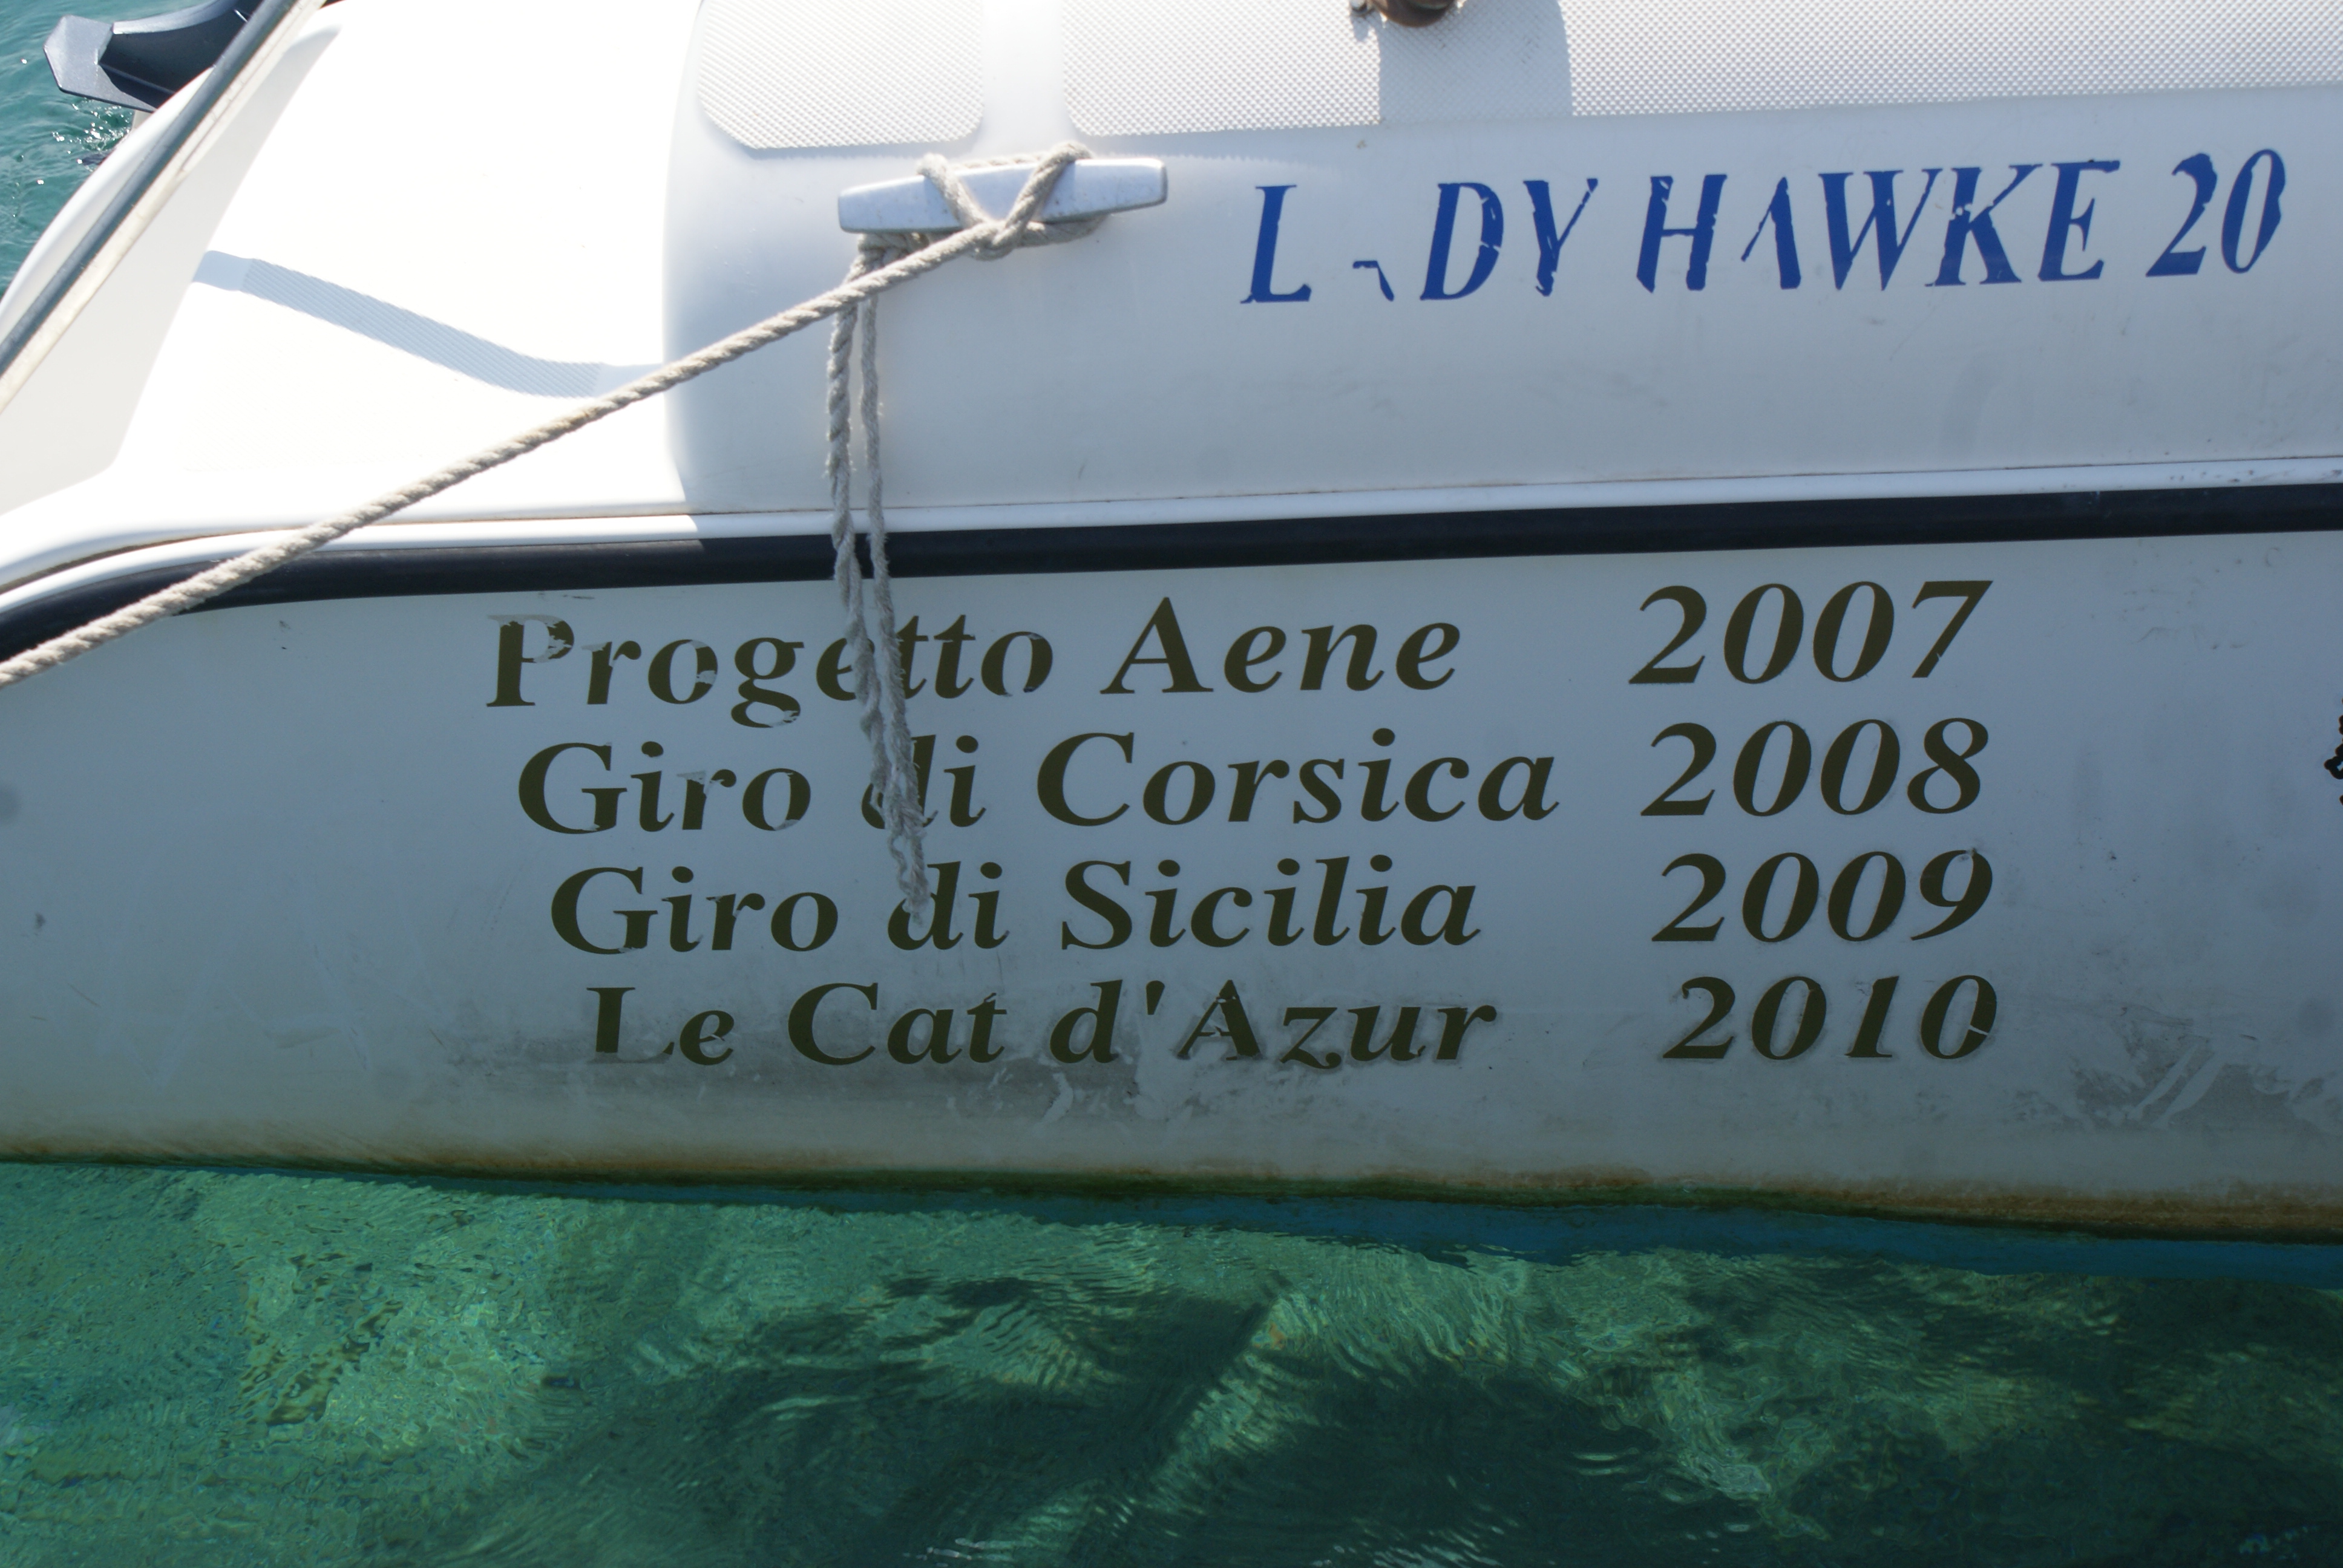 LADY HAWKE 20
Progetto Aene 2007
Giro di Corsica 2008
Giro di Sicilia 2009
Le Cat d'Azur 2010